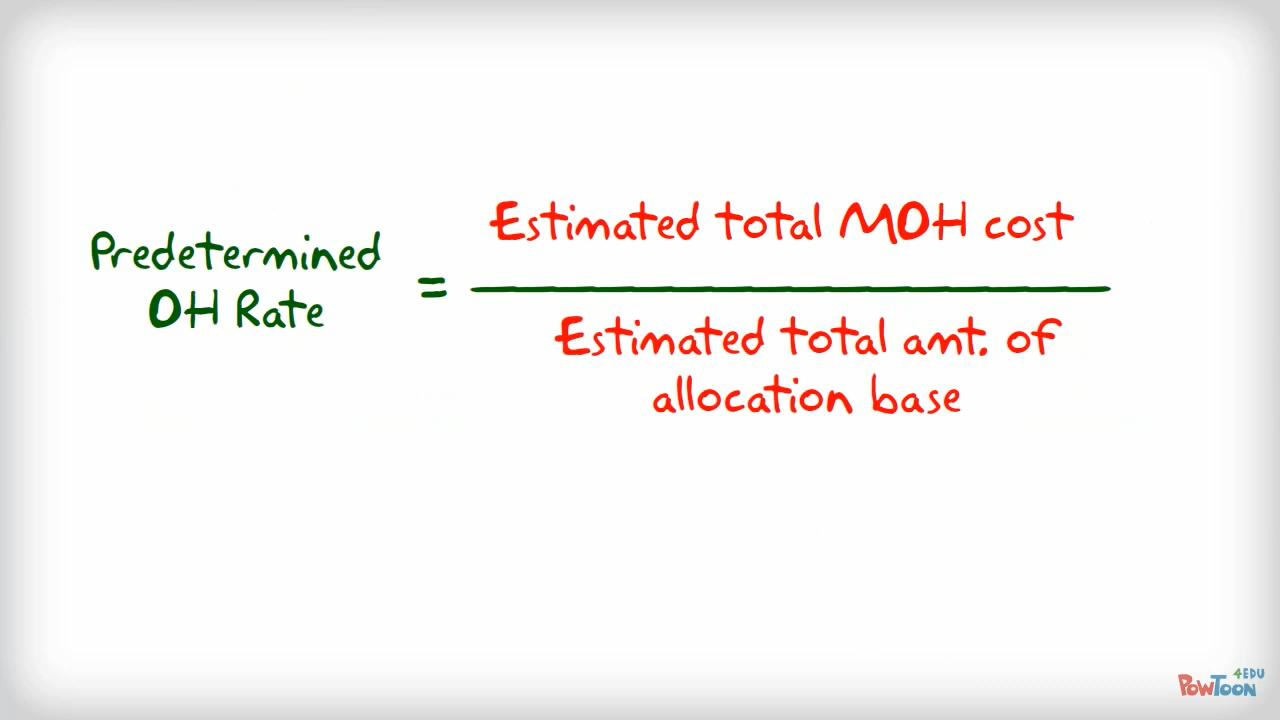 Predetermined
OH Rate
=
Estimated total MOH cost
Estimated total amt. of
allocation base
4EDU
PowToon